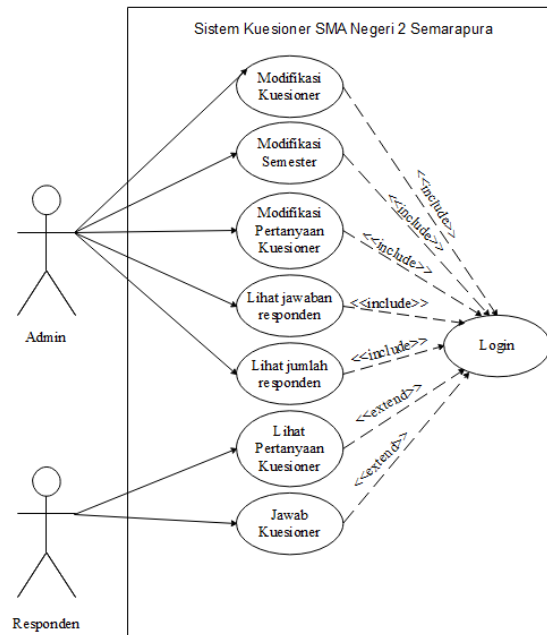 Sistem Kuesioner SMA Negeri 2 Semarapura
Modifikasi
Kuesioner
<<include>>
Modifikasi
Semester
<<include>>
Modifikasi
Pertanyaan
Kuesioner
<<include>>
Admin
Lihat jawaban
responden
<<include>>
Login
Lihat jumlah
responden
<<include>>
Lihat
Pertanyaan
Kuesioner
<<extend>>
Jawab
Kuesioner
<<extend>>
Responden